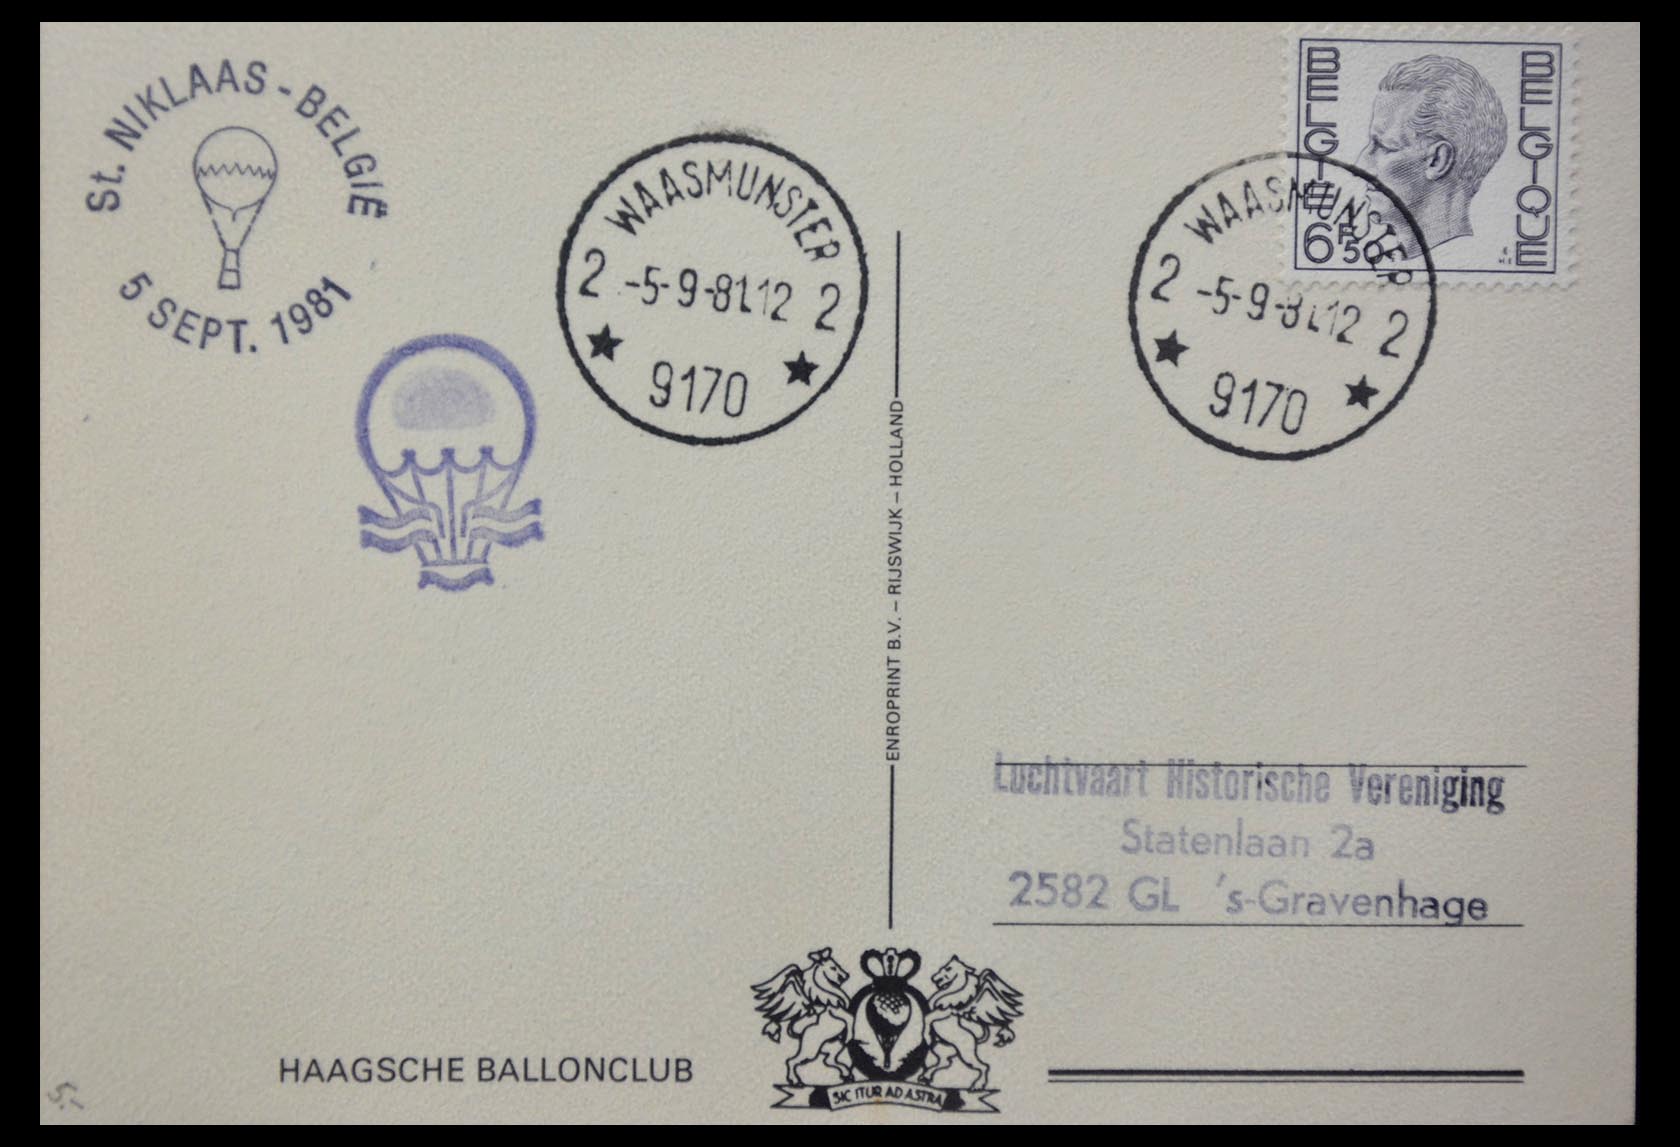 St. NIKLAAS - BELGIË
5 SEPT. 1981
WAASMUNSTER
2 -5-9-81.12 2
9170
WAASMUNSTER
2 -5-9-81.12 2
9170
BELGIË
BELGIQUE
6F50
ENROPRINT B.V. – RIJSWIJK – HOLLAND
Luchtvaart Historische Vereniging
Statenlaan 2a
2582 GL 's-Gravenhage
HAAGSCHE BALLONCLUB
SIC ITUR AD ASTRA
5.-